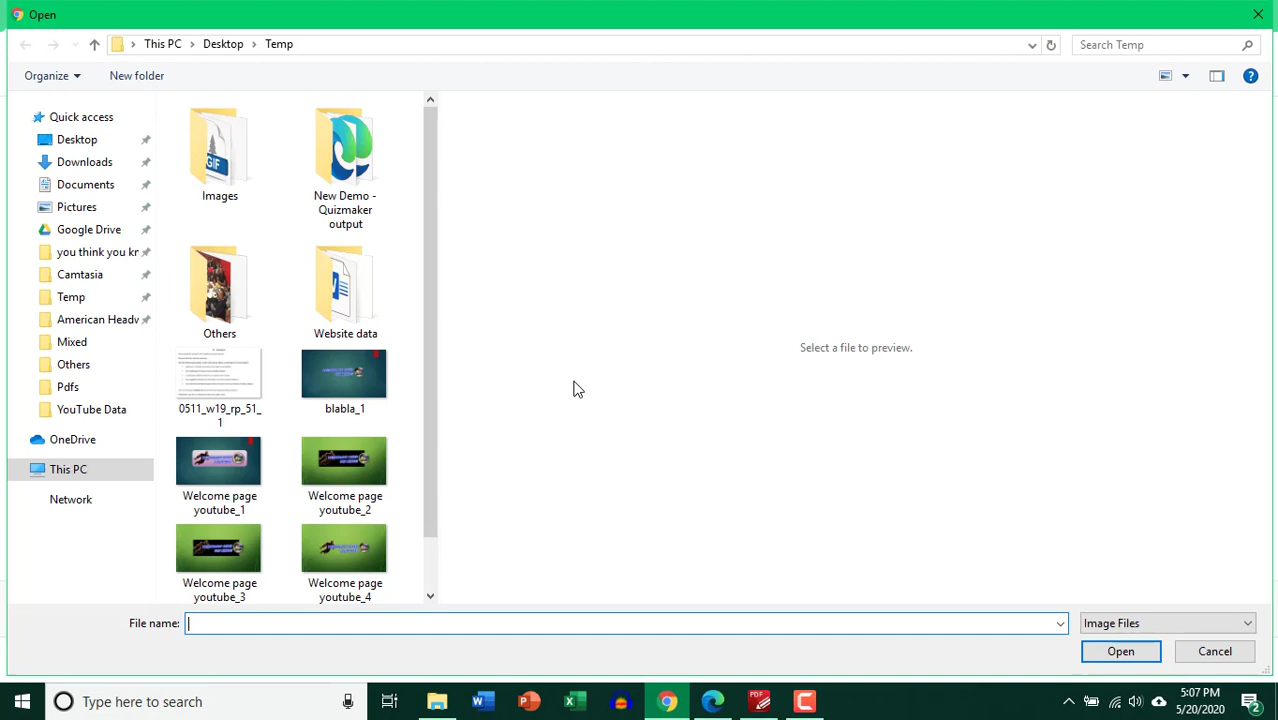 Open
This PC
Desktop
Temp
Search Temp
Organize
New folder
Quick access
Desktop
Downloads
Documents
Pictures
Google Drive
you think you kr
Camtasia
Temp
American Headv
Mixed
Others
Pdfs
YouTube Data
OneDrive
This PC
Network
GIF
Images
New Demo -
Quizmaker
output
Others
Website data
0511_w19_rp_51_
1
blabla_1
Welcome page
youtube_1
Welcome page
youtube_2
Welcome page
youtube_3
Welcome page
youtube_4
Select a file to preview.
File name:
Image Files
Open
Cancel
Type here to search
PDF
5:07 PM
5/20/2020
2